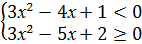 3x² − 4x + 1 < 0
3x² − 5x + 2 ≥ 0